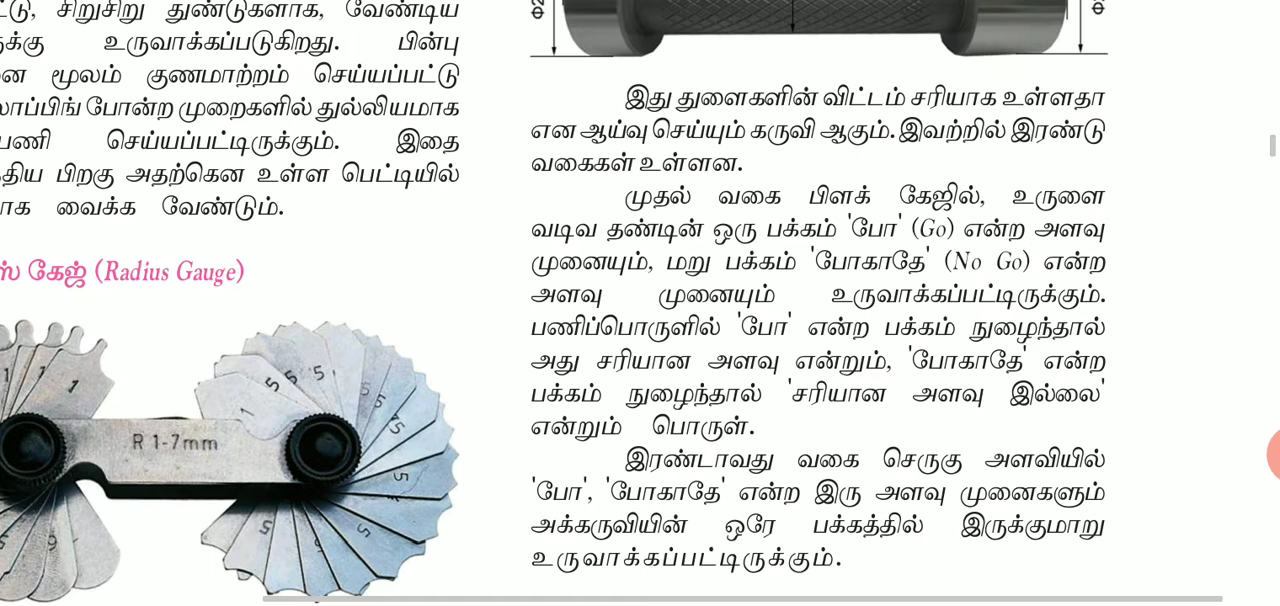 ட்டு, சிறுசிறு துண்டுகளாக, வேண்டிய
க்கு உருவாக்கப்படுகிறது. பின்பு
மூலம் குணமாற்றம் செய்யப்பட்டு
லாப்பிங் போன்ற முறைகளில் துல்லியமாக
பணி செய்யப்பட்டிருக்கும். இதை
திய பிறகு அதற்கென உள்ள பெட்டியில்
ாக வைக்க வேண்டும்.
ஸ் கேஜ் (Radius Gauge)
1 1 1
R 1-7mm
இது துளைகளின் விட்டம் சரியாக உள்ளதா
என ஆய்வு செய்யும் கருவி ஆகும். இவற்றில் இரண்டு
வகைகள் உள்ளன.
முதல் வகை பிளக் கேஜில், உருளை
வடிவ தண்டின் ஒரு பக்கம் 'போ' (Go) என்ற அளவு
முனையும், மறு பக்கம் 'போகாதே' (No Go) என்ற
அளவு முனையும் உருவாக்கப்பட்டிருக்கும்.
பணிப்பொருளில் 'போ' என்ற பக்கம் நுழைந்தால்
அது சரியான அளவு என்றும், 'போகாதே' என்ற
பக்கம் நுழைந்தால் 'சரியான அளவு இல்லை'
என்றும் பொருள்.
இரண்டாவது வகை செருகு அளவியில்
'போ', 'போகாதே' என்ற இரு அளவு முனைகளும்
அக்கருவியின் ஒரே பக்கத்தில் இருக்குமாறு
உருவாக்கப்பட்டிருக்கும்.